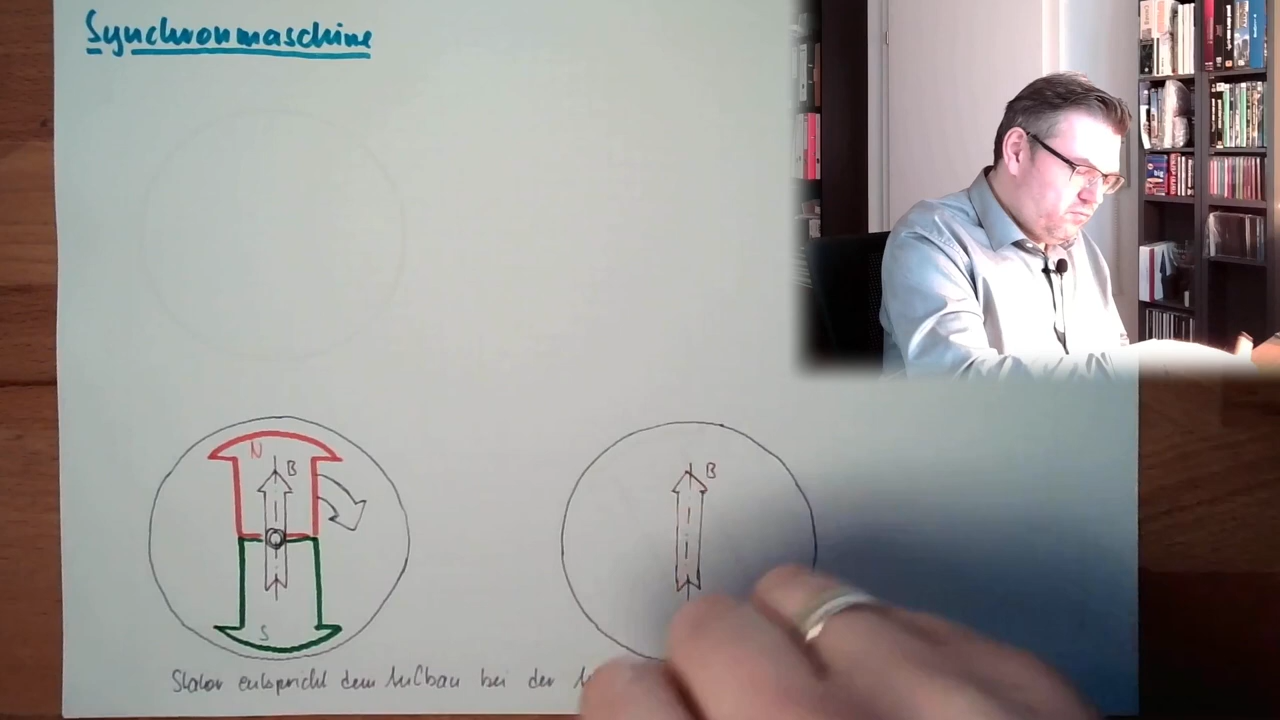 Synchronmaschine
N
B
B
S
Stator entspricht dem Aufbau bei der